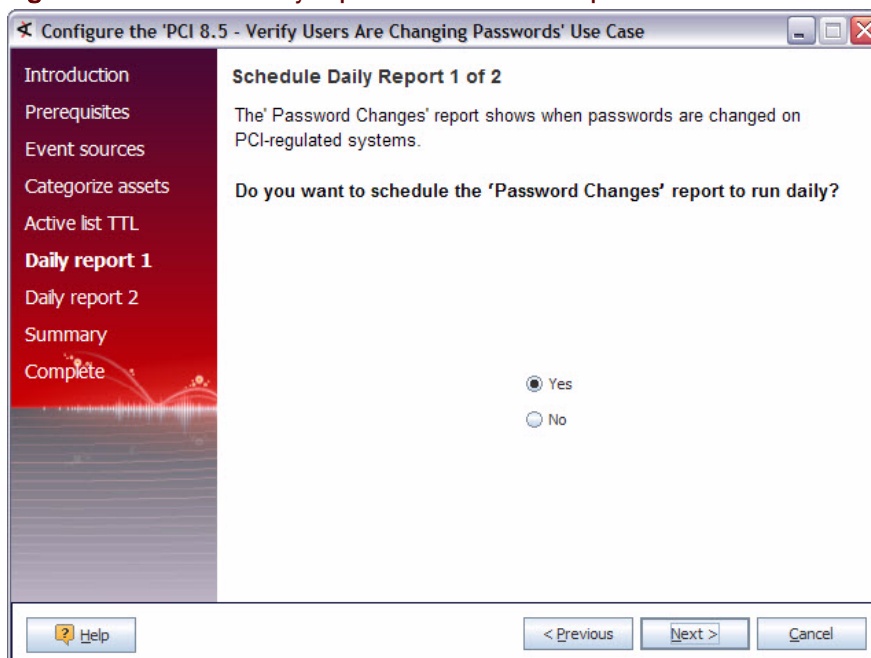 Configure the 'PCI 8.5 - Verify Users Are Changing Passwords' Use Case
Introduction
Prerequisites
Event sources
Categorize assets
Active list TTL
Daily report 1
Daily report 2
Summary
Complete
Schedule Daily Report 1 of 2
The' Password Changes' report shows when passwords are changed on
PCI-regulated systems.
Do you want to schedule the ‘Password Changes’ report to run daily?
Yes
No
Help
< Previous
Next >
Cancel